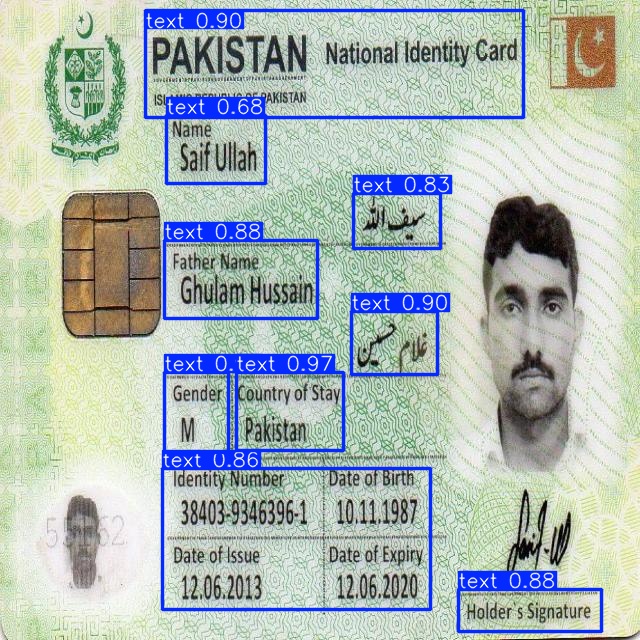 text 0.90
PAKISTAN National Identity Card
ISLAMIC REPUBLIC OF PAKISTAN
text 0.68
Name
Saif Ullah
text 0.83
سیف اللہ
text 0.88
Father Name
Ghulam Hussain
text 0.90
غلام حسین
text 0. text 0.97
Gender Country of Stay
M Pakistan
text 0.86
Identity Number Date of Birth
38403-9346396-1 10.11.1987
Date of Issue Date of Expiry
12.06.2013 12.06.2020
text 0.88
Holder's Signature